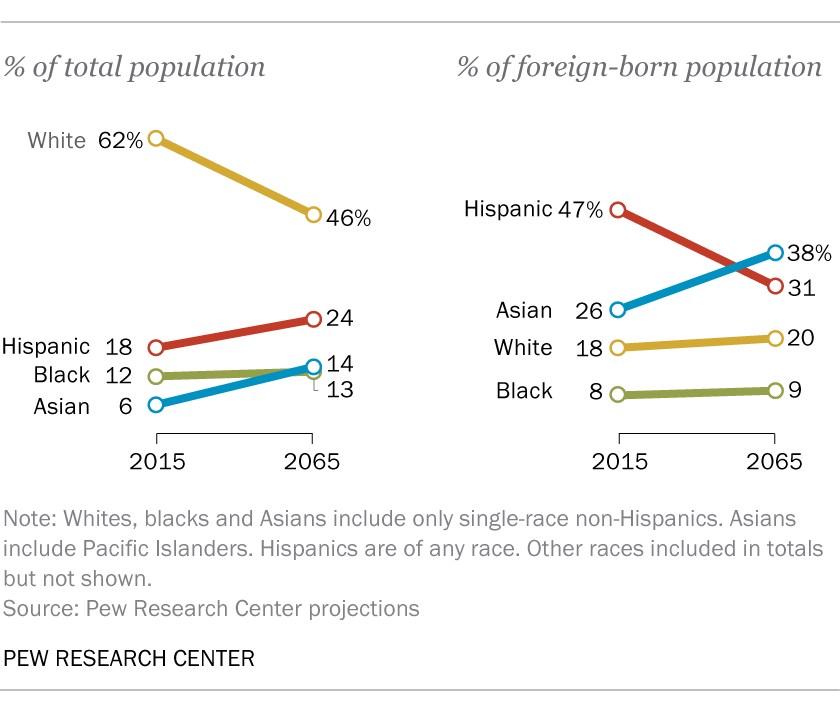 % of total population
White 62%
46%
Hispanic 18
24
Black 12
14
13
Asian 6
2015 2065
% of foreign-born population
Hispanic 47%
38%
31
Asian 26
White 18
20
Black 8
9
2015 2065
Note: Whites, blacks and Asians include only single-race non-Hispanics. Asians
include Pacific Islanders. Hispanics are of any race. Other races included in totals
but not shown.
Source: Pew Research Center projections
PEW RESEARCH CENTER